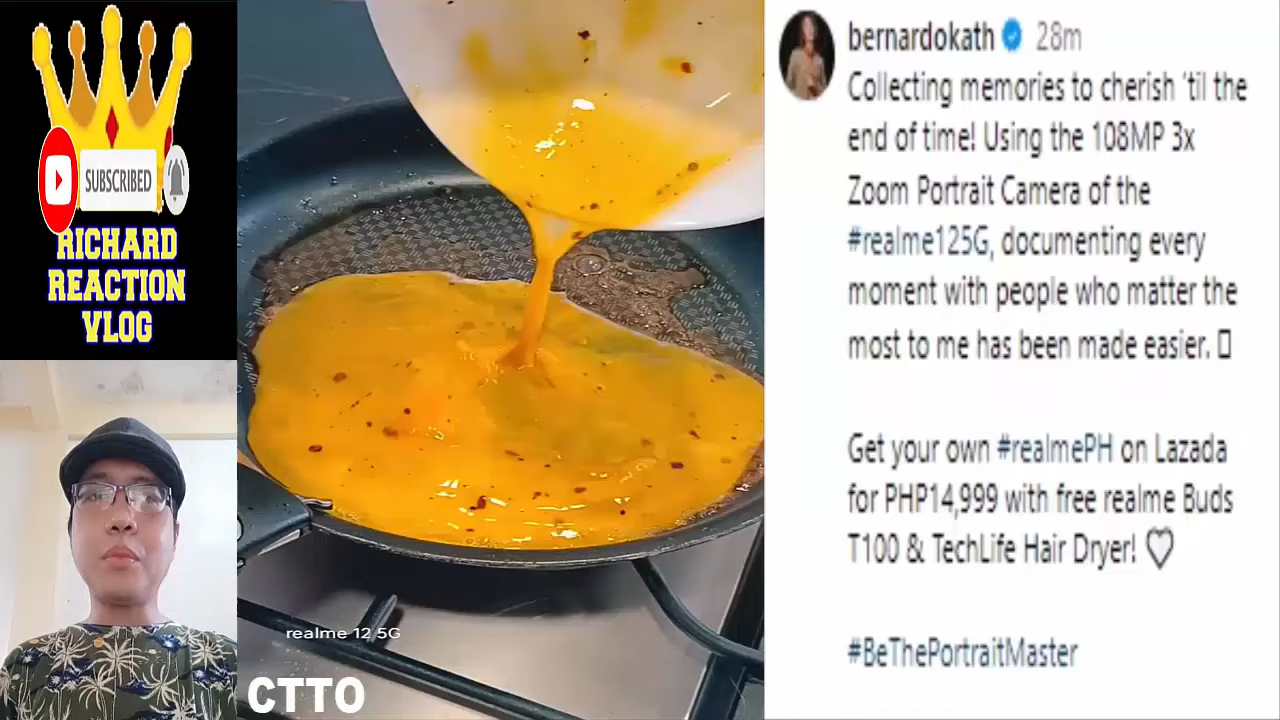 SUBSCRIBED
RICHARD
REACTION
VLOG
realme 12 5G
CTTO
bernardokath 28m
Collecting memories to cherish ‘til the
end of time! Using the 108MP 3x
Zoom Portrait Camera of the
#realme125G, documenting every
moment with people who matter the
most to me has been made easier.
Get your own #realmePH on Lazada
for PHP14,999 with free realme Buds
T100 & TechLife Hair Dryer! ♡
#BeThePortraitMaster